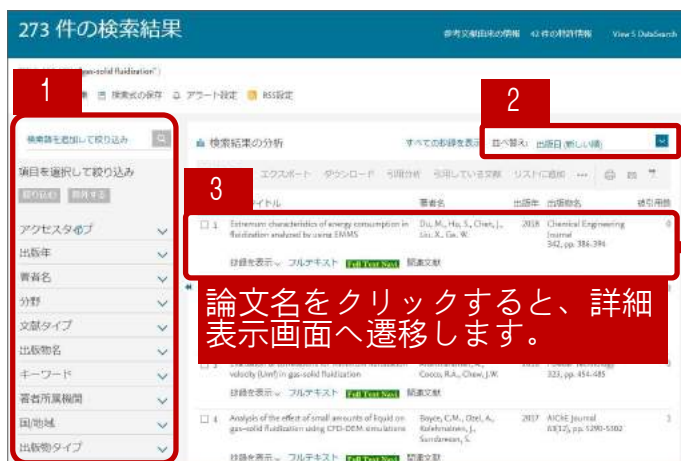 273 件の検索結果
参考文献由来の情報 42 件の特許情報 View 5 DataSearch
gas-solid fluidization"
検索式の保存 アラート設定 RSS設定
1
2
検索語を追加して絞り込み
検索結果の分析 すべての抄録を表示 並べ替え: 出版日 (新しい順)
項目を選択して絞り込み
絞り込む 除外する
エクスポート ダウンロード 引用分析 引用している文献 リストに追加 •••
3
イトル 著者名 出版年 出版物名 被引用数
アクセスタイプ
出版年
著者名
分野
文献タイプ
出版物名
キーワード
著者所属機関
国/地域
出版物タイプ
1 Extremum characteristics of energy consumption in fluidization analyzed by using EMMS Du, M., Hu, S., Chen, J., Liu, X., Ge, W. 2018 Chemical Engineering Journal 342, pp. 386-394 0
抄録を表示 フルテキスト Full Text Navi 関連文献
論文名をクリックすると、詳細
表示画面へ遷移します。
velocity (Umf) in gas-solid fluidization Cocco, R.A., Chew, J.W. 323, pp. 454-485
抄録を表示 フルテキスト Full Text Navi 関連文献
4 Analysis of the effect of small amounts of liquid on gas-solid fluidization using CFD-DEM simulations Boyce, C.M., Ozel, A., Kolehmainen, J., Sundaresan, S. 2017 AIChE Journal 63(12), pp. 5290-5302 1
抄録を表示 フルテキスト Full Text Navi 関連文献